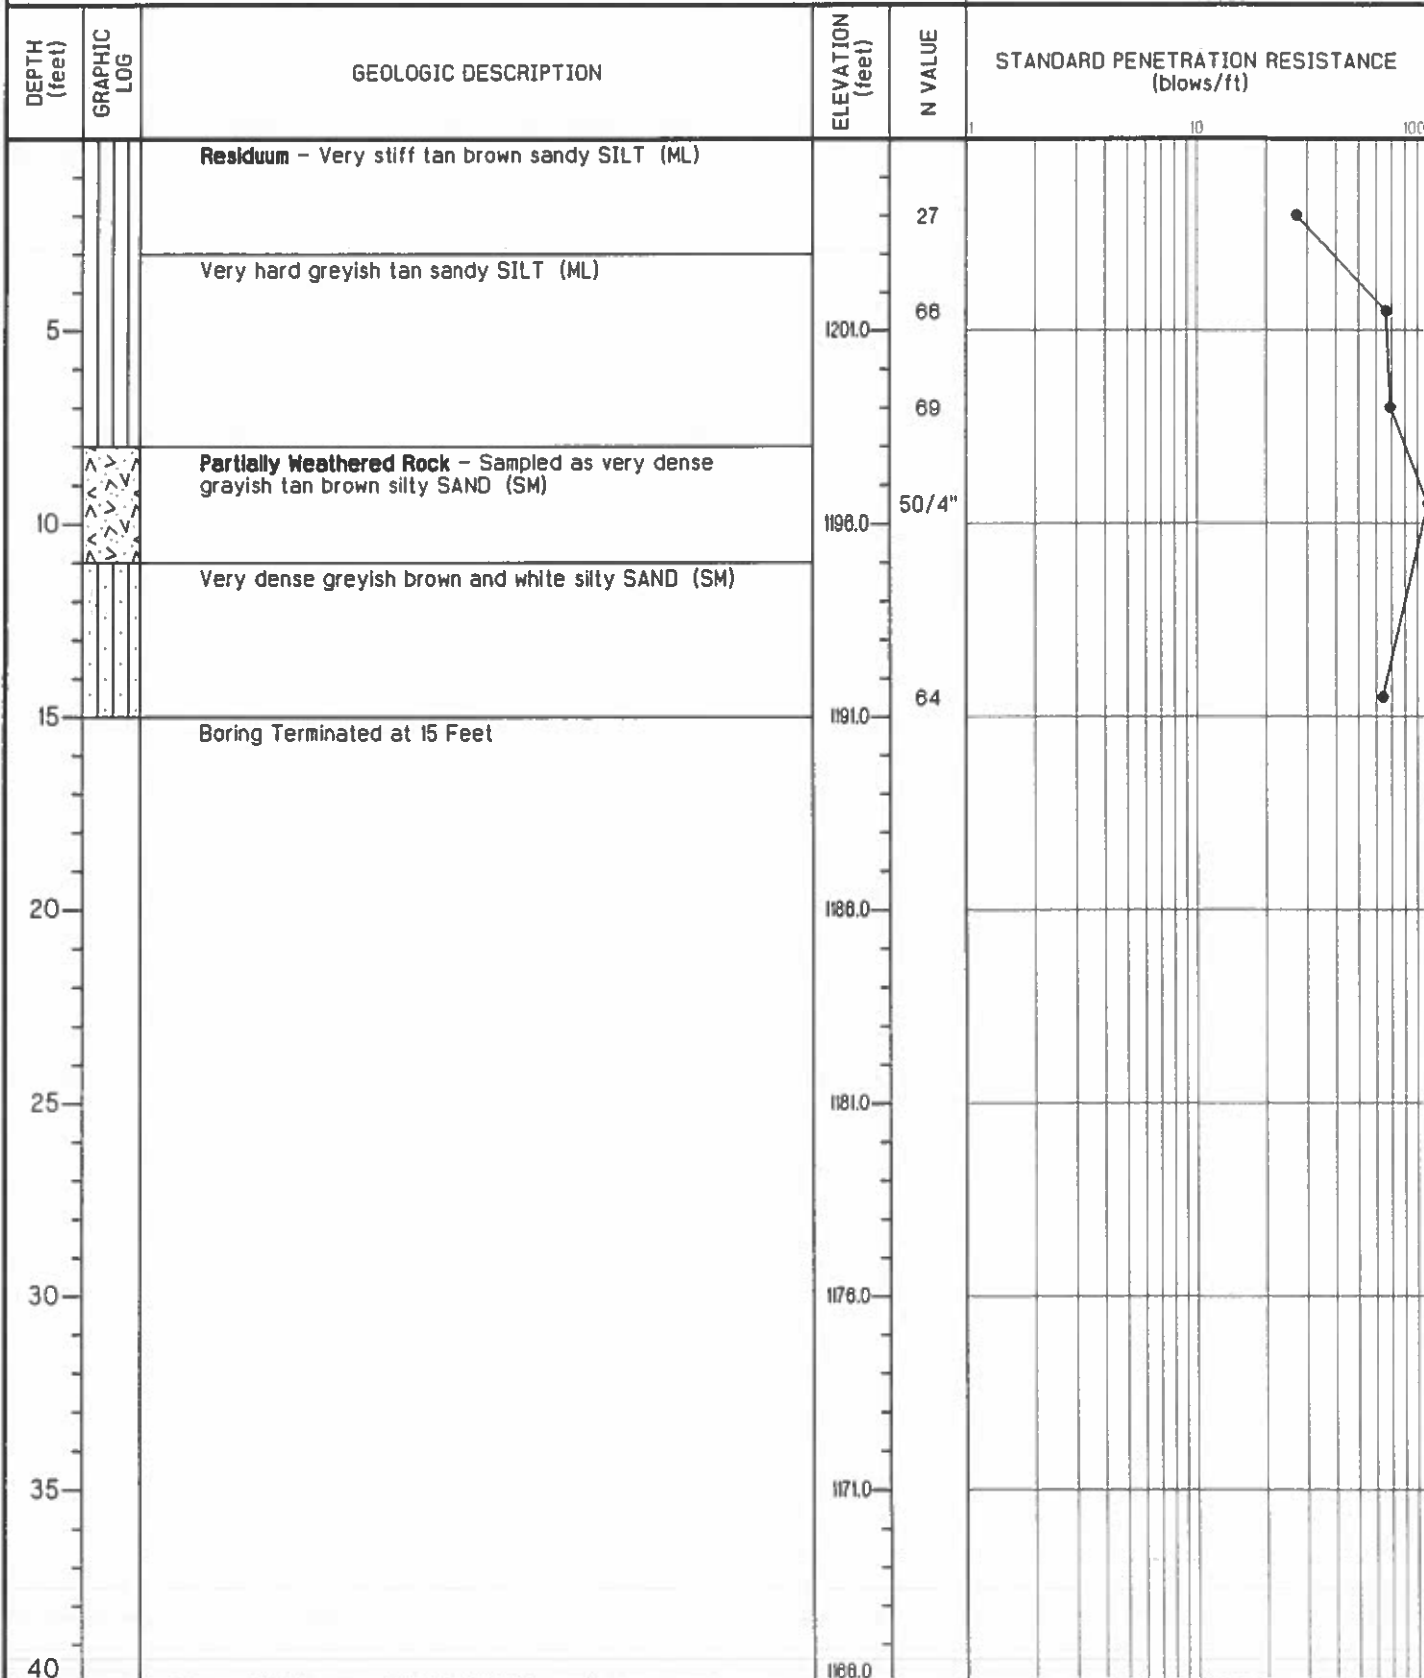 DEPTH
(feet)
GRAPHIC
LOG
GEOLOGIC DESCRIPTION
ELEVATION
(feet)
N VALUE
STANDARD PENETRATION RESISTANCE
(blows/ft)
1 10 100
Residuum - Very stiff tan brown sandy SILT (ML)
27
Very hard greyish tan sandy SILT (ML)
66
5 1201.0
69
Partially Weathered Rock - Sampled as very dense
grayish tan brown silty SAND (SM)
50/4"
10 1196.0
Very dense greyish brown and white silty SAND (SM)
64
15 1191.0
Boring Terminated at 15 Feet
20 1186.0
25 1181.0
30 1176.0
35 1171.0
40 1166.0